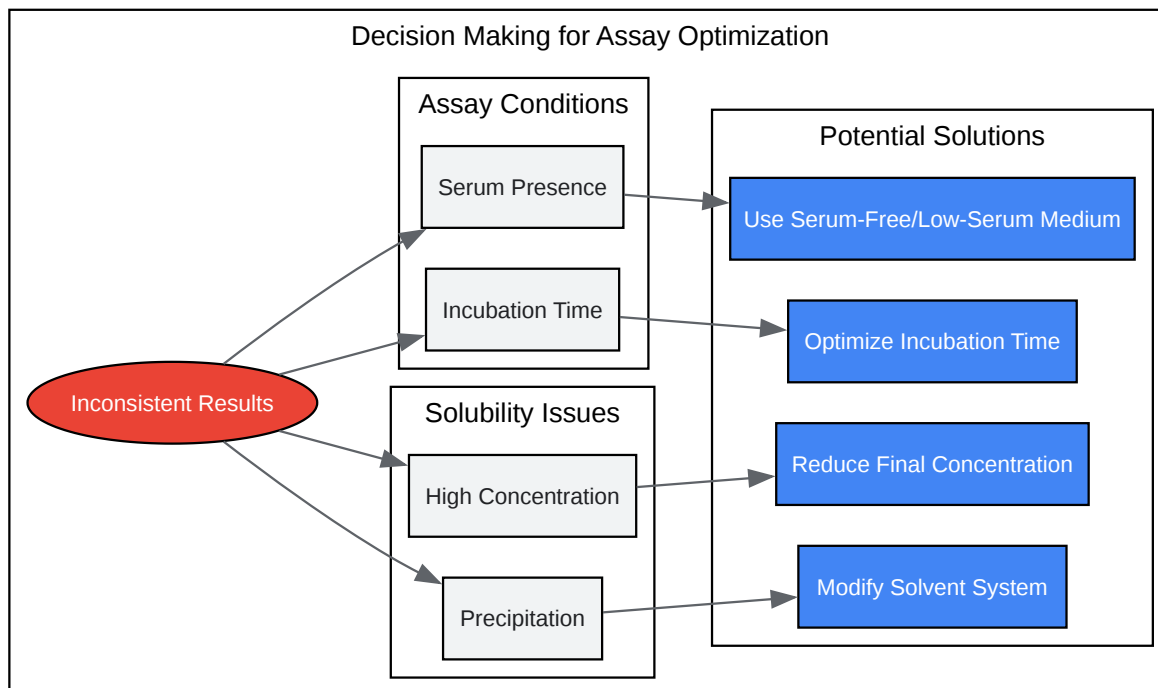 Decision Making for Assay Optimization
Assay Conditions
Serum Presence
Incubation Time
Inconsistent Results
Solubility Issues
High Concentration
Precipitation
Potential Solutions
Use Serum-Free/Low-Serum Medium
Optimize Incubation Time
Reduce Final Concentration
Modify Solvent System